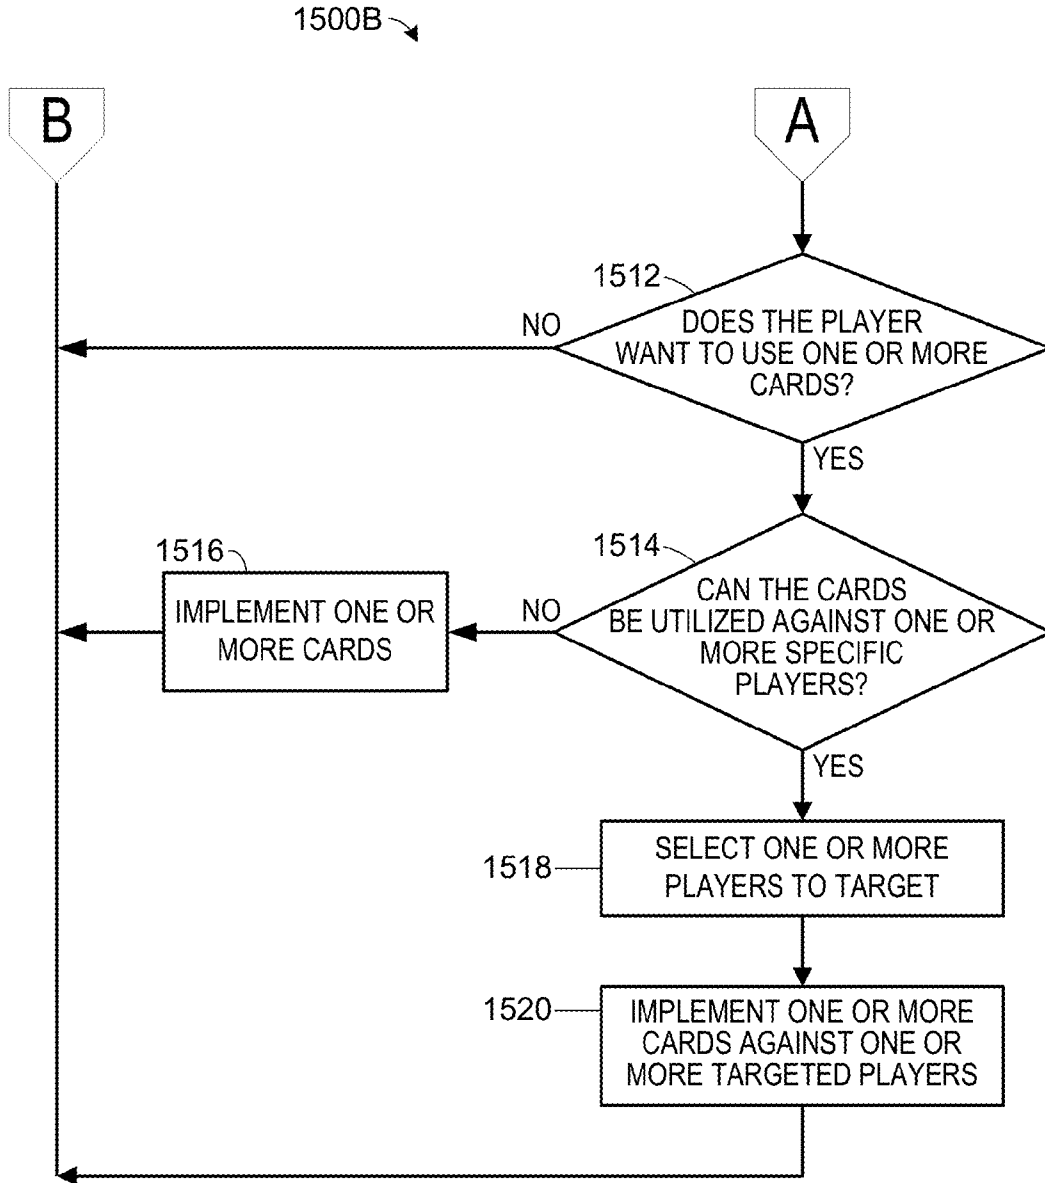 1500B
B
A
1512
NO
DOES THE PLAYER
WANT TO USE ONE OR MORE
CARDS?
YES
1516
1514
IMPLEMENT ONE OR
MORE CARDS
NO
CAN THE CARDS
BE UTILIZED AGAINST ONE OR
MORE SPECIFIC
PLAYERS?
YES
1518
SELECT ONE OR MORE
PLAYERS TO TARGET
1520
IMPLEMENT ONE OR MORE
CARDS AGAINST ONE OR
MORE TARGETED PLAYERS